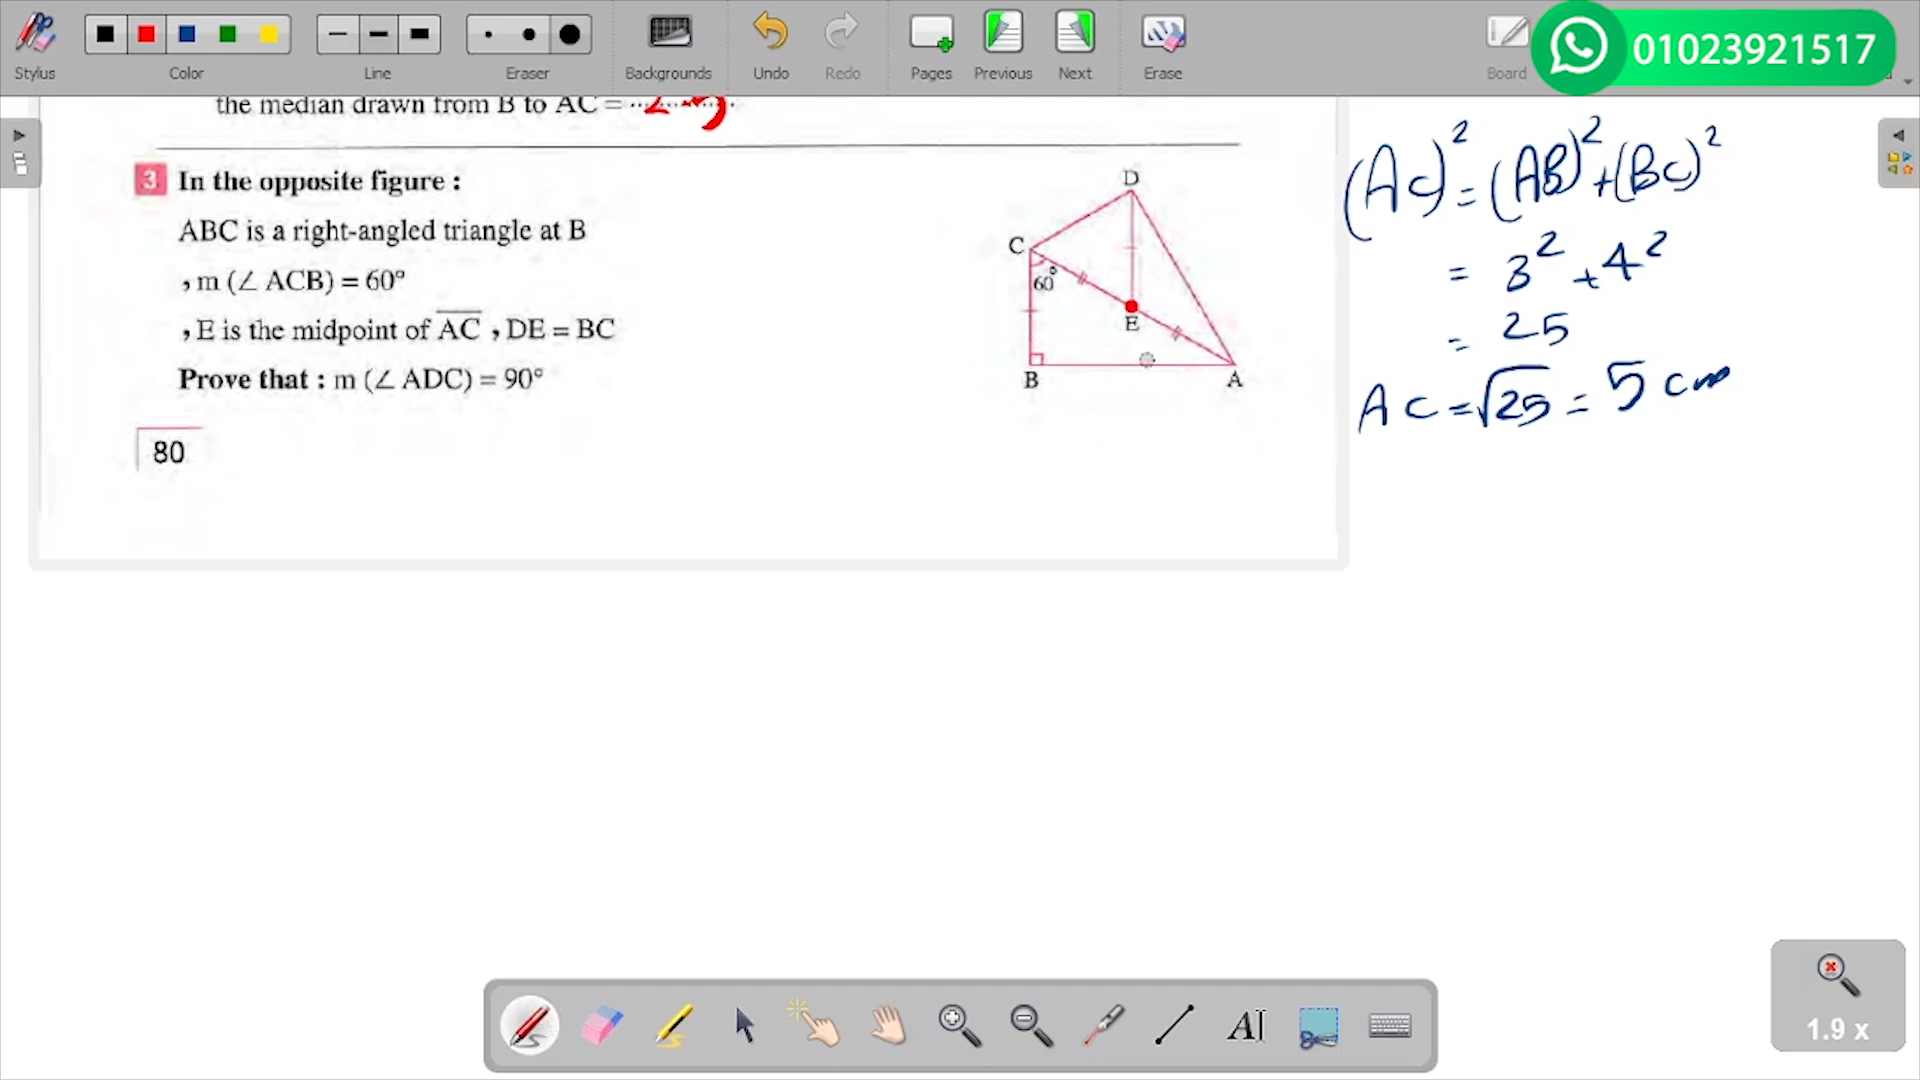 Stylus
Color
Line
Eraser
Backgrounds
Undo
Redo
Pages
Previous
Next
Erase
Board
01023921517
the median drawn from B to AC = 2.5
3 In the opposite figure :
ABC is a right-angled triangle at B
, m (∠ ACB) = 60°
, E is the midpoint of AC , DE = BC
Prove that : m (∠ ADC) = 90°
80
D
C
60°
E
B
A
(AC)² = (AB)² + (BC)²
= 3² + 4²
= 25
AC = √25 = 5 cm
1.9 x